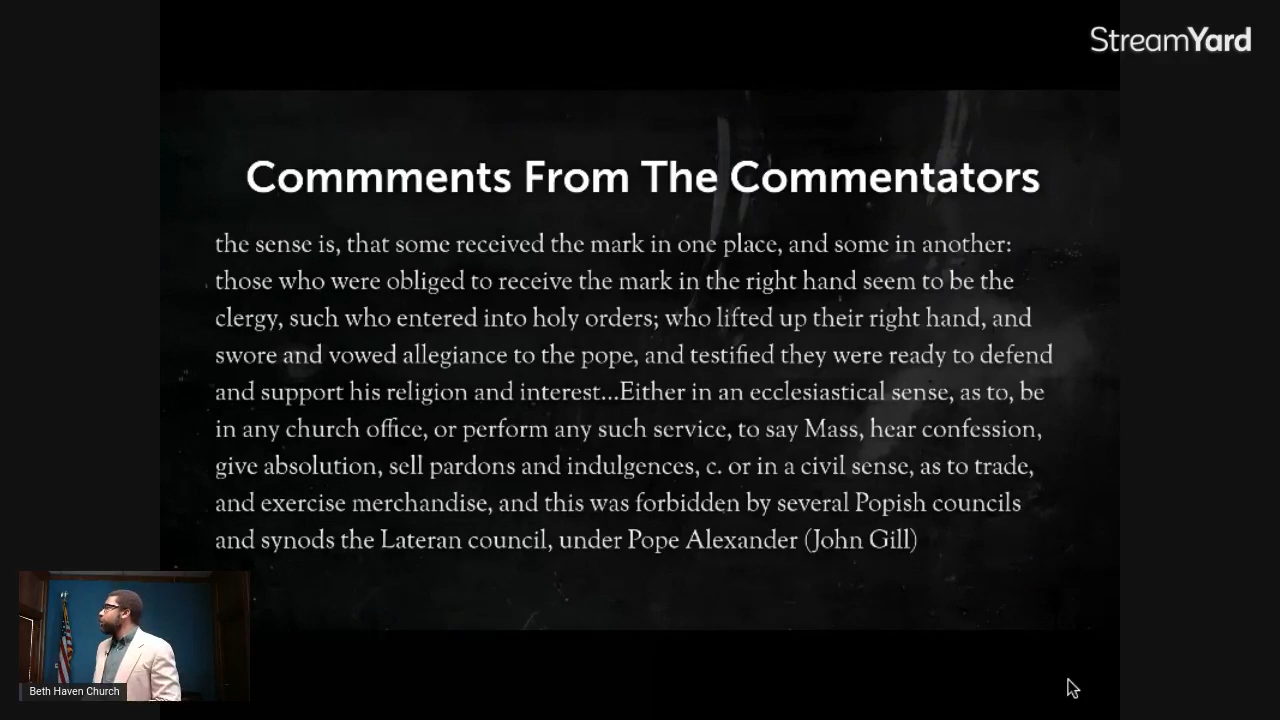 StreamYard
Commments From The Commentators
the sense is, that some received the mark in one place, and some in another:
those who were obliged to receive the mark in the right hand seem to be the
clergy, such who entered into holy orders; who lifted up their right hand, and
swore and vowed allegiance to the pope, and testified they were ready to defend
and support his religion and interest...Either in an ecclesiastical sense, as to, be
in any church office, or perform any such service, to say Mass, hear confession,
give absolution, sell pardons and indulgences, c. or in a civil sense, as to trade,
and exercise merchandise, and this was forbidden by several Popish councils
and synods the Lateran council, under Pope Alexander (John Gill)
Beth Haven Church